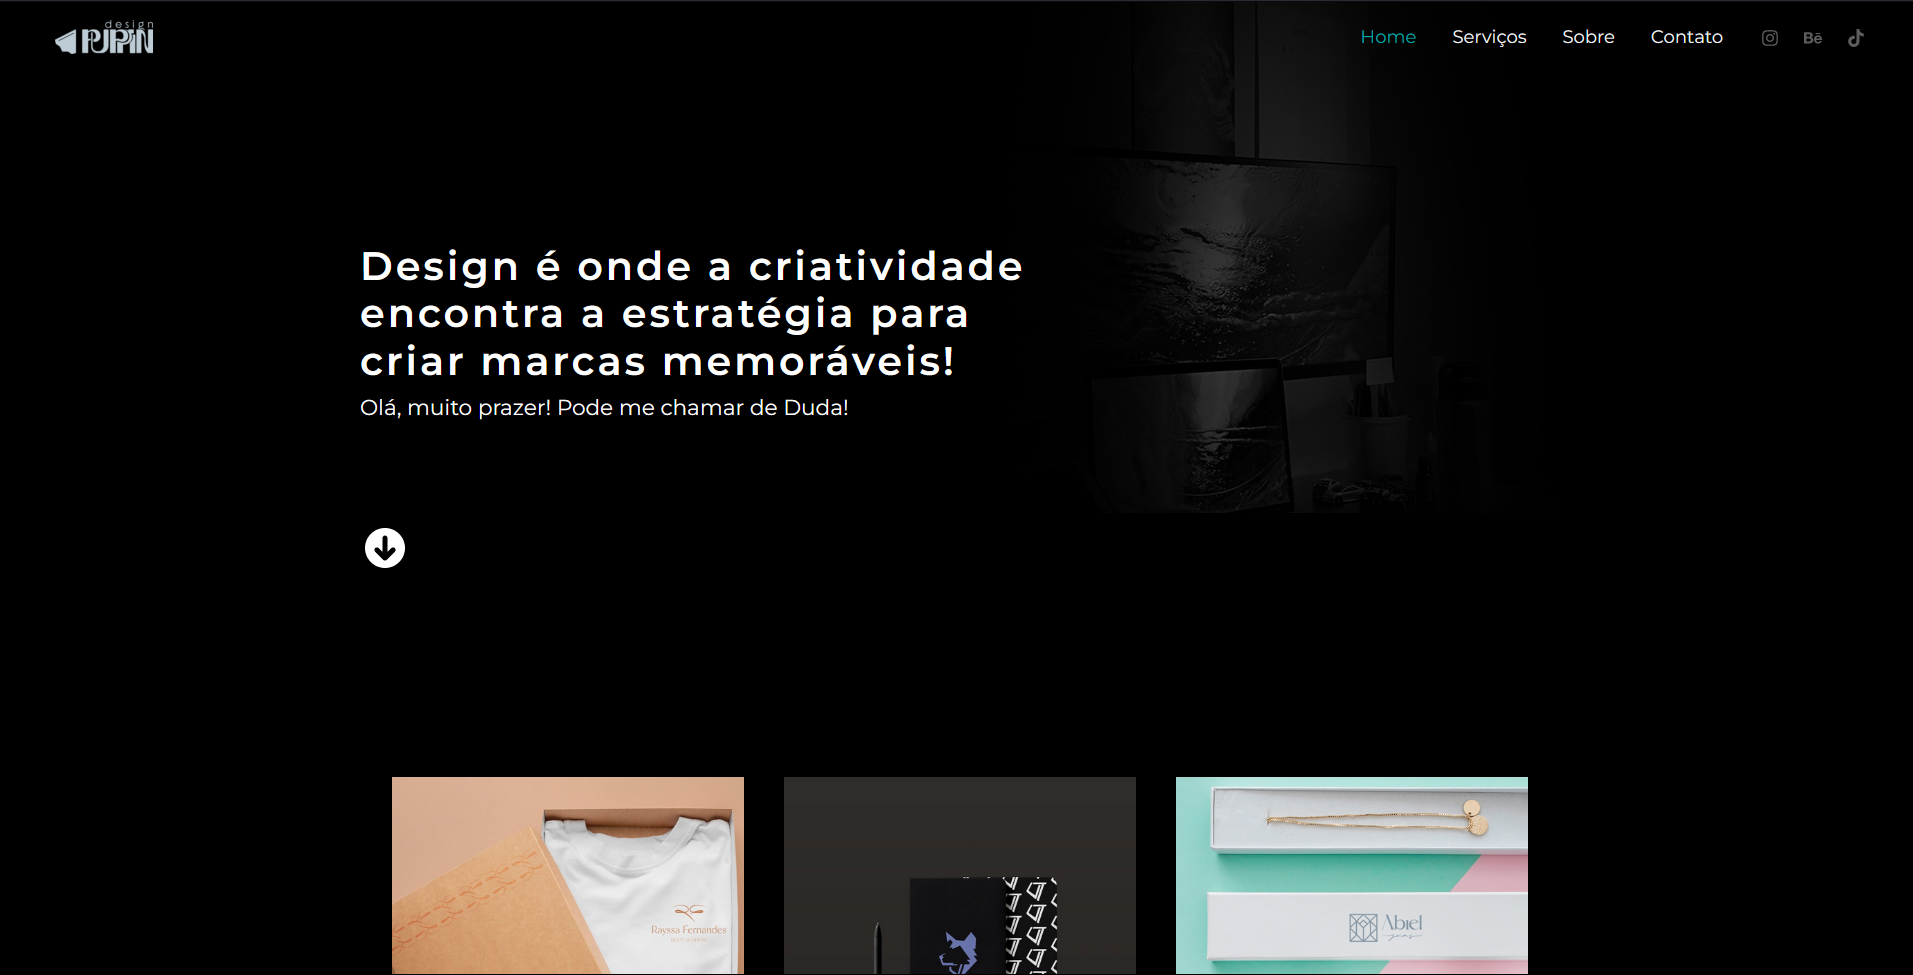 design
PUPPIN
Home
Serviços
Sobre
Contato
Bē
Design é onde a criatividade
encontra a estratégia para
criar marcas memoráveis!
Olá, muito prazer! Pode me chamar de Duda!
Rayssa Fernandes
Abiel